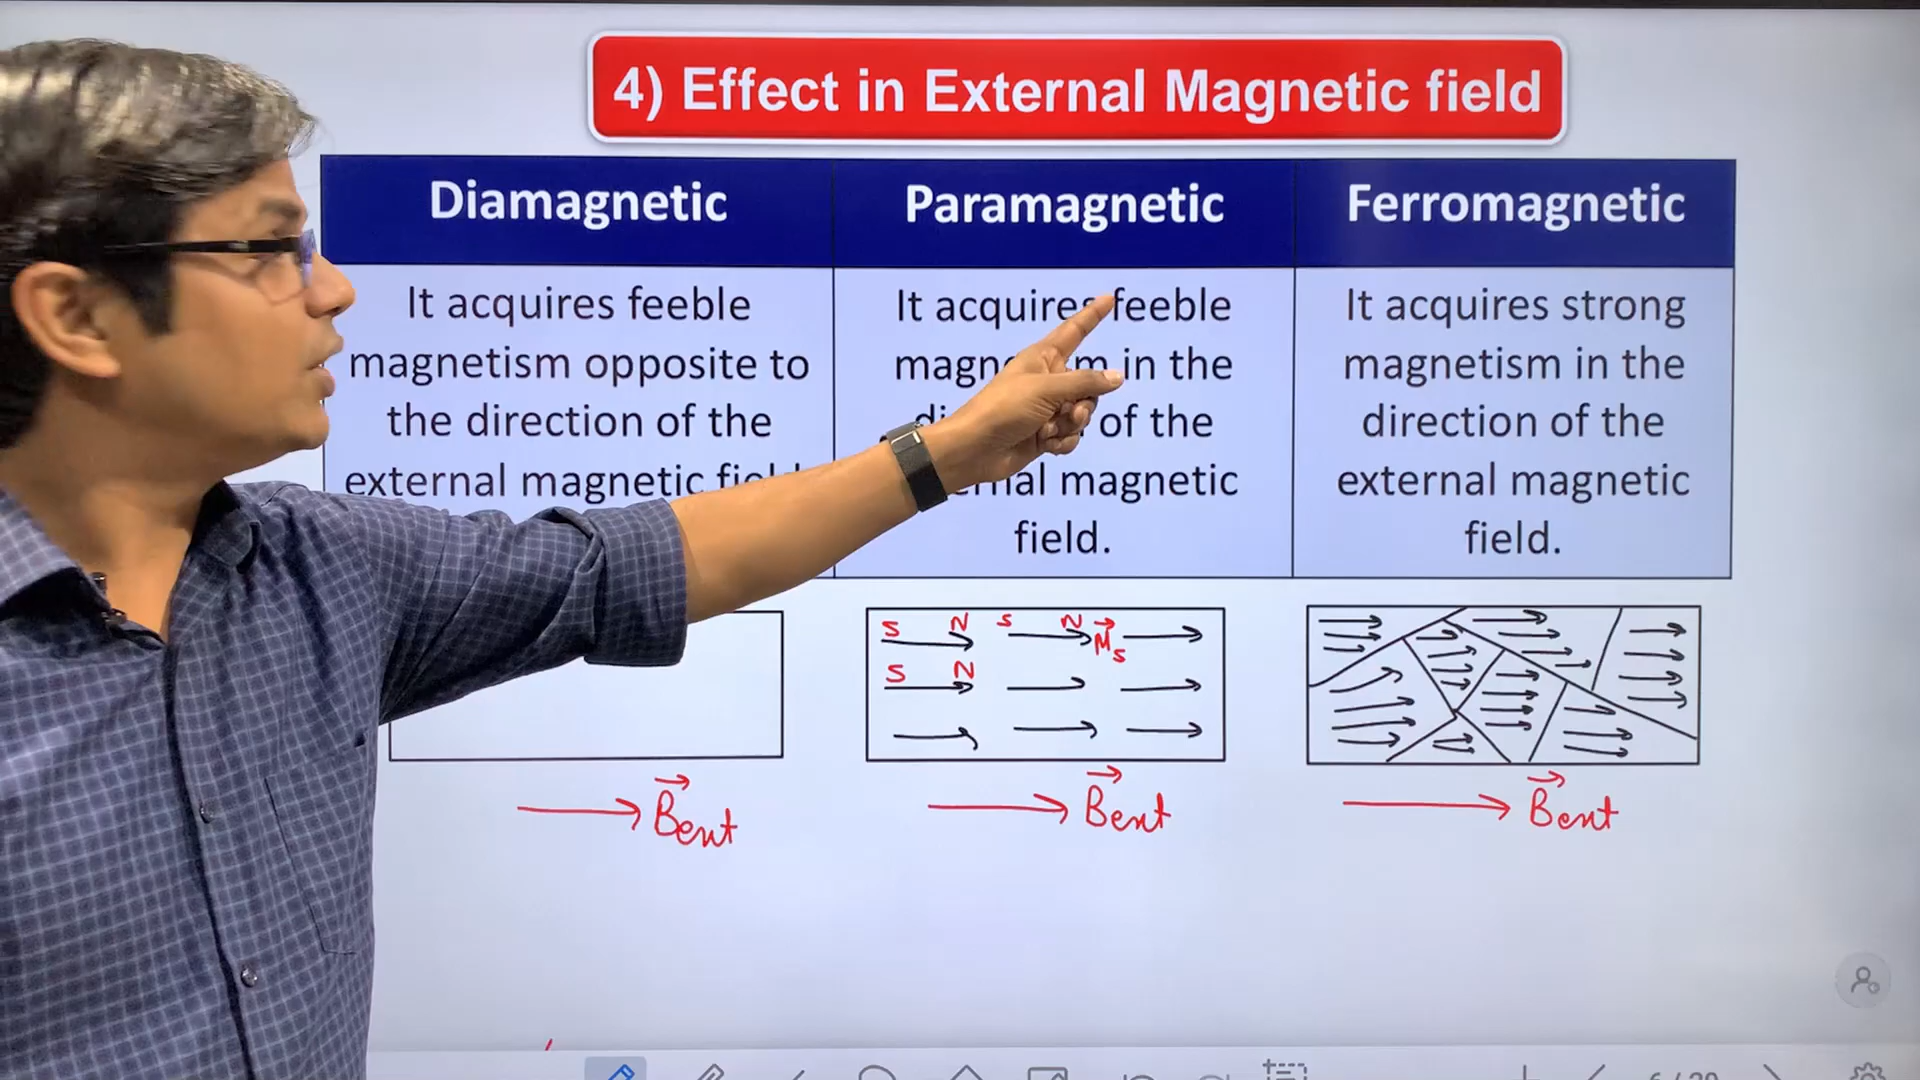 4) Effect in External Magnetic field
Diamagnetic
It acquires feeble
magnetism opposite to
the direction of the
external magnetic
Paramagnetic
It acquires feeble
in the
of the
magnetic
field.
Ferromagnetic
It acquires strong
magnetism in the
direction of the
external magnetic
field.
S N S N M S
S N
Bext
Bext
Bext